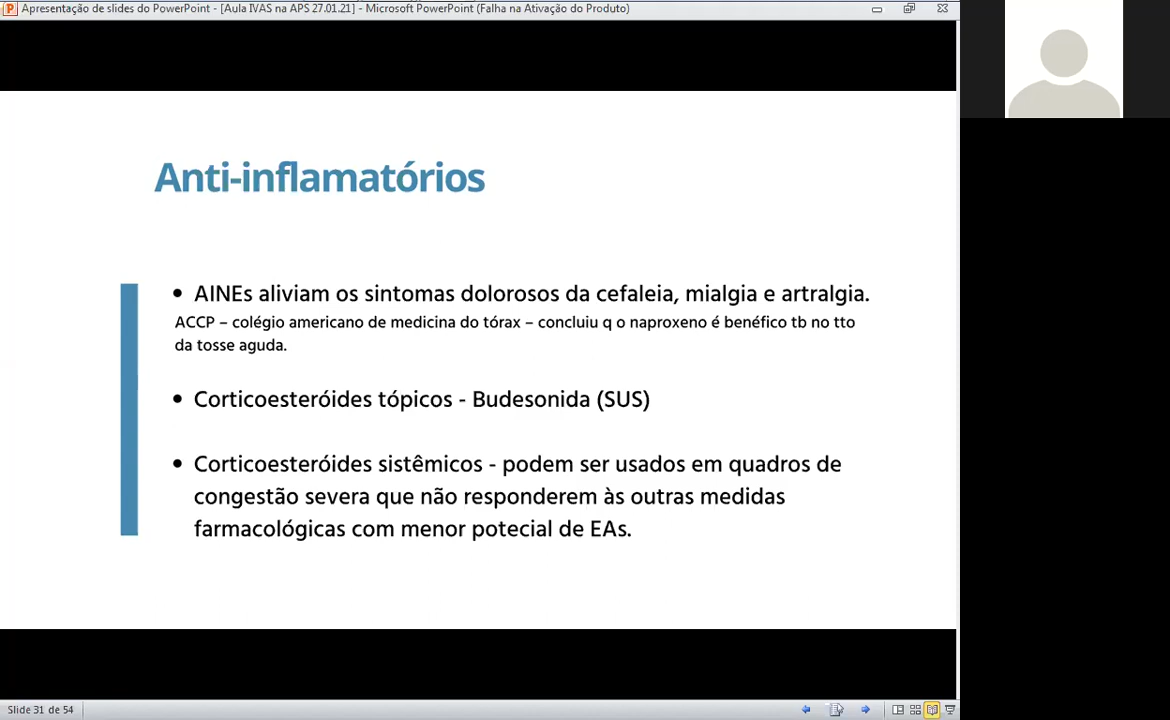 Apresentação de slides do PowerPoint - [Aula IVAS na APS 27.01.21] - Microsoft PowerPoint (Falha na Ativação do Produto)
Anti-inflamatórios
• AINEs aliviam os sintomas dolorosos da cefaleia, mialgia e artralgia.
ACCP – colégio americano de medicina do tórax – concluiu q o naproxeno é benéfico tb no tto
da tosse aguda.
• Corticoesteróides tópicos - Budesonida (SUS)
• Corticoesteróides sistêmicos - podem ser usados em quadros de
congestão severa que não responderem às outras medidas
farmacológicas com menor potecial de EAs.
Slide 31 de 54